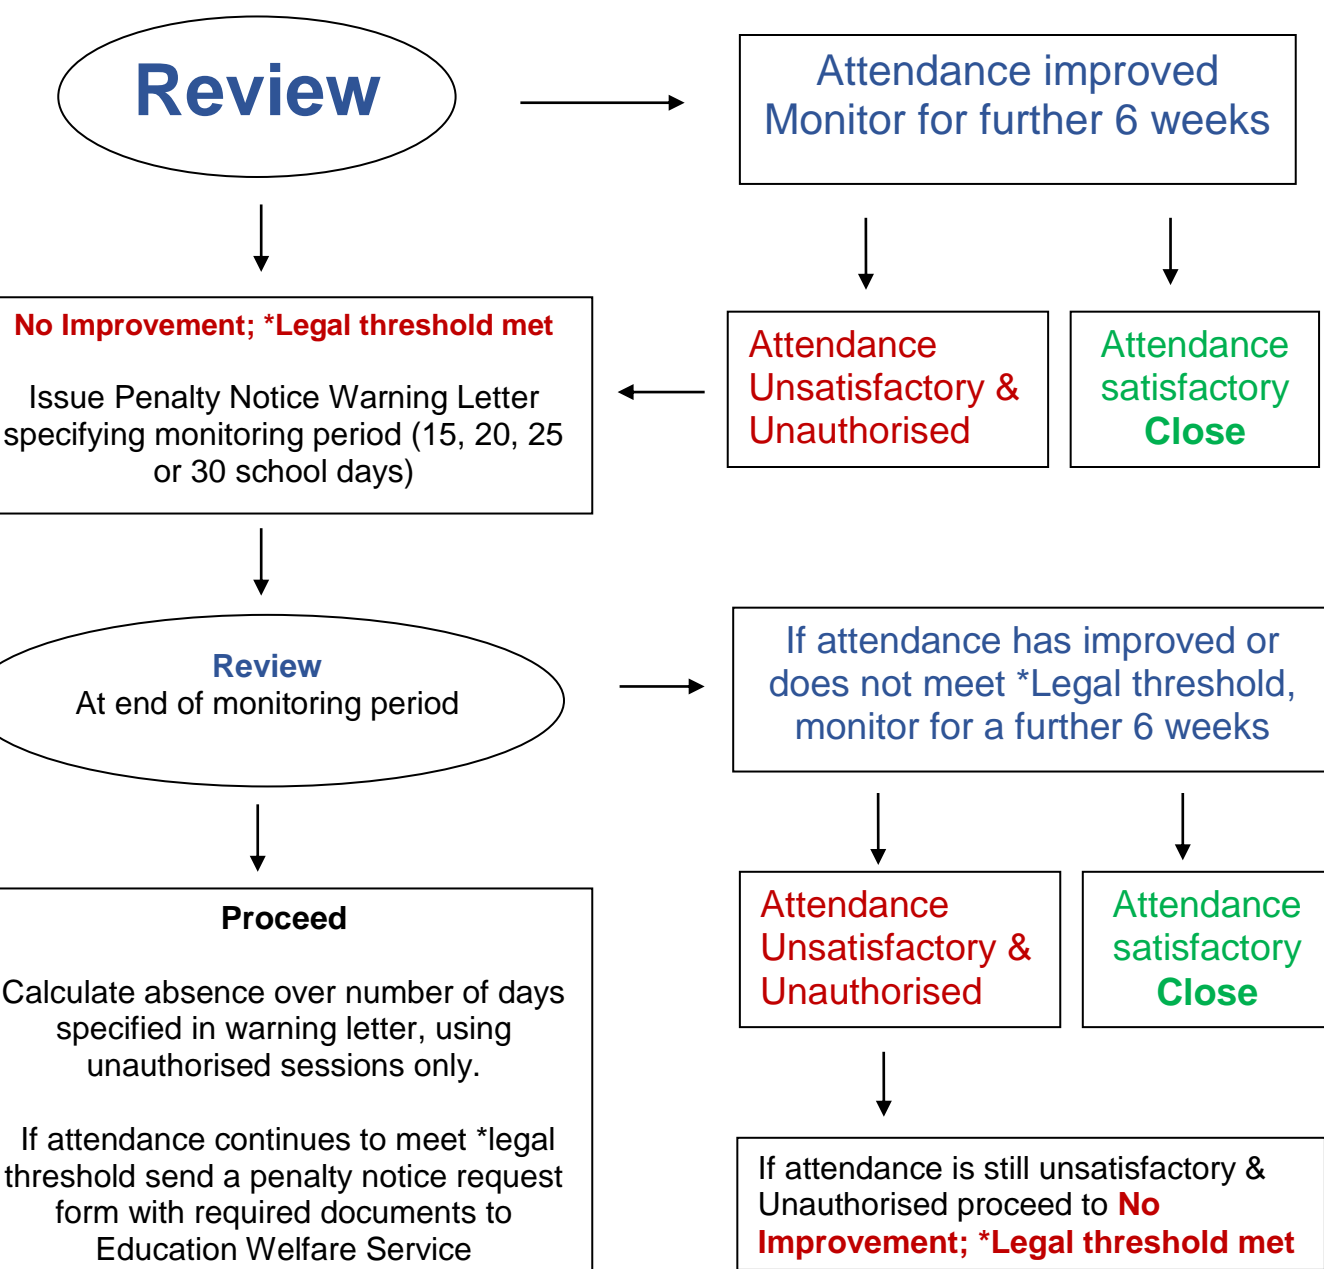 Review
Attendance improved
Monitor for further 6 weeks
No Improvement; *Legal threshold met
Issue Penalty Notice Warning Letter
specifying monitoring period (15, 20, 25
or 30 school days)
Attendance
Unsatisfactory &
Unauthorised
Attendance
satisfactory
Close
Review
At end of monitoring period
If attendance has improved or
does not meet *Legal threshold,
monitor for a further 6 weeks
Proceed
Calculate absence over number of days
specified in warning letter, using
unauthorised sessions only.
If attendance continues to meet *legal
threshold send a penalty notice request
form with required documents to
Education Welfare Service
Attendance
Unsatisfactory &
Unauthorised
Attendance
satisfactory
Close
If attendance is still unsatisfactory &
Unauthorised proceed to No
Improvement; *Legal threshold met